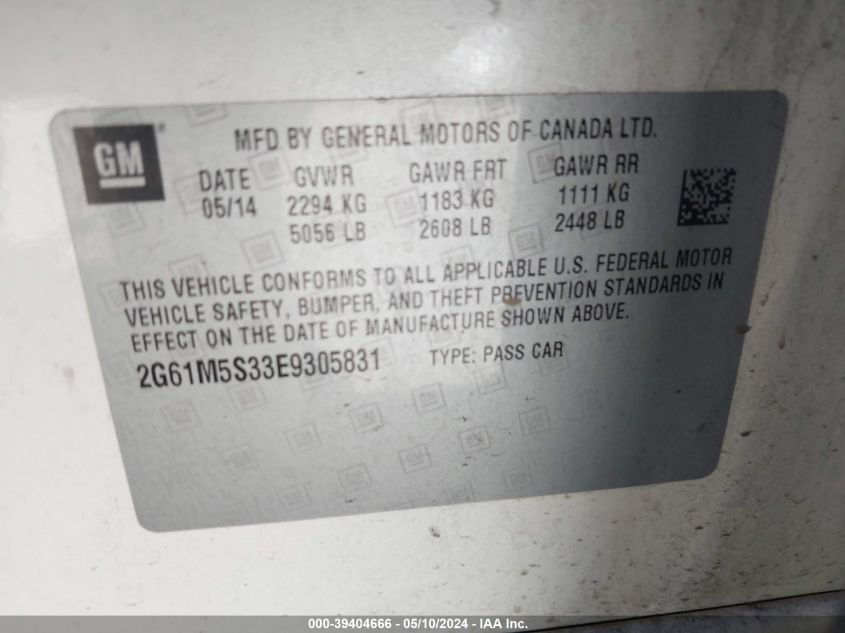 GM
MFD BY GENERAL MOTORS OF CANADA LTD.
DATE GVWR GAWR FRT GAWR RR
05/14 2294 KG 1183 KG 1111 KG
5056 LB 2608 LB 2448 LB
THIS VEHICLE CONFORMS TO ALL APPLICABLE U.S. FEDERAL MOTOR
VEHICLE SAFETY, BUMPER, AND THEFT PREVENTION STANDARDS IN
EFFECT ON THE DATE OF MANUFACTURE SHOWN ABOVE.
2G61M5S33E9305831 TYPE: PASS CAR
000-39404666 / 05/10/2024 - IAA Inc.